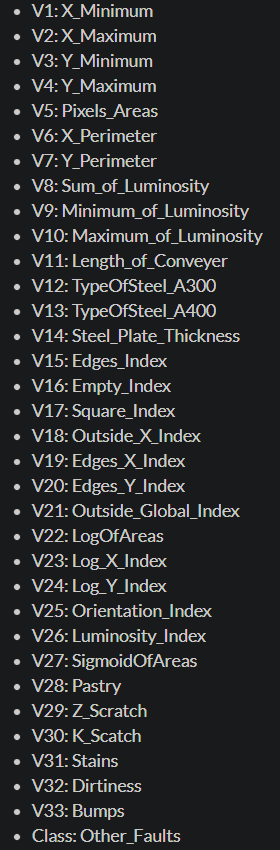 V1: X_Minimum
V2: X_Maximum
V3: Y_Minimum
V4: Y_Maximum
V5: Pixels_Areas
V6: X_Perimeter
V7: Y_Perimeter
V8: Sum_of_Luminosity
V9: Minimum_of_Luminosity
V10: Maximum_of_Luminosity
V11: Length_of_Conveyer
V12: TypeOfSteel_A300
V13: TypeOfSteel_A400
V14: Steel_Plate_Thickness
V15: Edges_Index
V16: Empty_Index
V17: Square_Index
V18: Outside_X_Index
V19: Edges_X_Index
V20: Edges_Y_Index
V21: Outside_Global_Index
V22: LogOfAreas
V23: Log_X_Index
V24: Log_Y_Index
V25: Orientation_Index
V26: Luminosity_Index
V27: SigmoidOfAreas
V28: Pastry
V29: Z_Scratch
V30: K_Scatch
V31: Stains
V32: Dirtiness
V33: Bumps
Class: Other_Faults